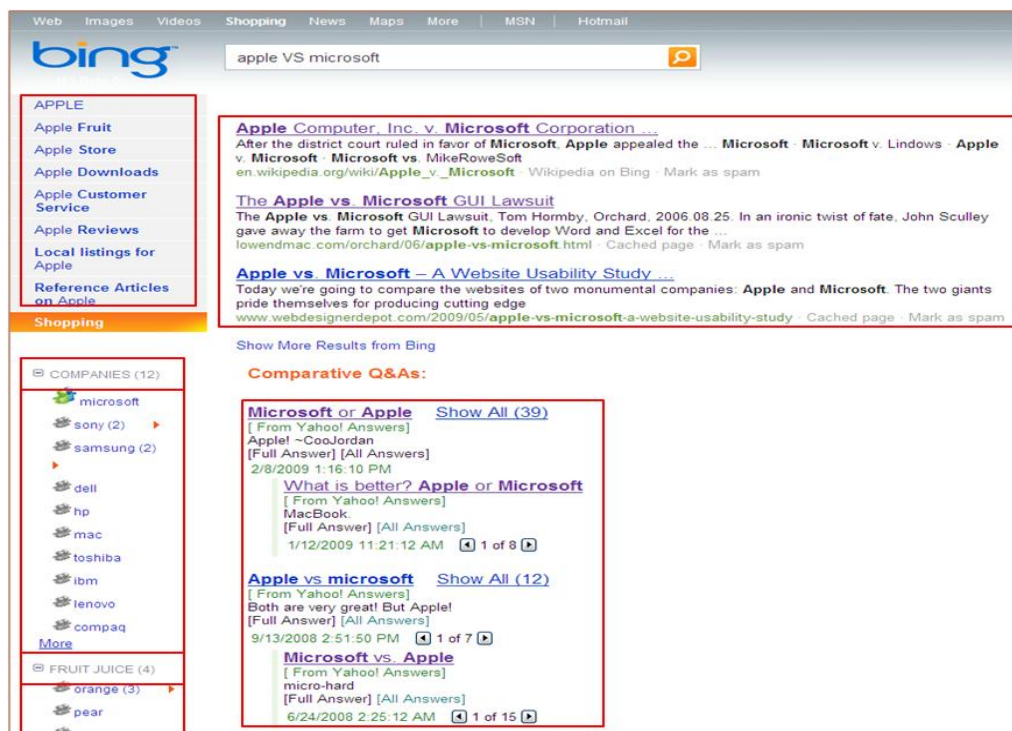 Web Images Videos Shopping News Maps More | MSN | Hotmail
bing™
apple VS microsoft
APPLE
Apple Fruit
Apple Store
Apple Downloads
Apple Customer
Service
Apple Reviews
Local listings for
Apple
Reference Articles
on Apple
Shopping
COMPANIES (12)
microsoft
sony (2)
samsung (2)
dell
hp
mac
toshiba
ibm
lenovo
compaq
More
FRUIT JUICE (4)
orange (3)
pear
Apple Computer, Inc. v. Microsoft Corporation ...
After the district court ruled in favor of Microsoft, Apple appealed the ... Microsoft · Microsoft v. Lindows · Apple
v. Microsoft · Microsoft vs. MikeRoweSoft
en.wikipedia.org/wiki/Apple_v._Microsoft · Wikipedia on Bing · Mark as spam
The Apple vs. Microsoft GUI Lawsuit
The Apple vs. Microsoft GUI Lawsuit, Tom Hormby, Orchard, 2006.08.25. In an ironic twist of fate, John Sculley
gave away the farm to get Microsoft to develop Word and Excel for the ...
lowendmac.com/orchard/06/apple-vs-microsoft.html · Cached page · Mark as spam
Apple vs. Microsoft – A Website Usability Study ...
Today we're going to compare the websites of two monumental companies: Apple and Microsoft. The two giants
pride themselves for producing cutting edge
www.webdesignerdepot.com/2009/05/apple-vs-microsoft-a-website-usability-study · Cached page · Mark as spam
Show More Results from Bing
Comparative Q&As:
Microsoft or Apple Show All (39)
[ From Yahoo! Answers]
Apple! ~CooJordan
[Full Answer] [All Answers]
2/8/2009 1:16:10 PM
What is better? Apple or Microsoft
[ From Yahoo! Answers]
MacBook.
[Full Answer] [All Answers]
1/12/2009 11:21:12 AM 1 of 8
Apple vs microsoft Show All (12)
[ From Yahoo! Answers]
Both are very great! But Apple!
[Full Answer] [All Answers]
9/13/2008 2:51:50 PM 1 of 7
Microsoft vs. Apple
[ From Yahoo! Answers]
micro-hard
[Full Answer] [All Answers]
6/24/2008 2:25:12 AM 1 of 15